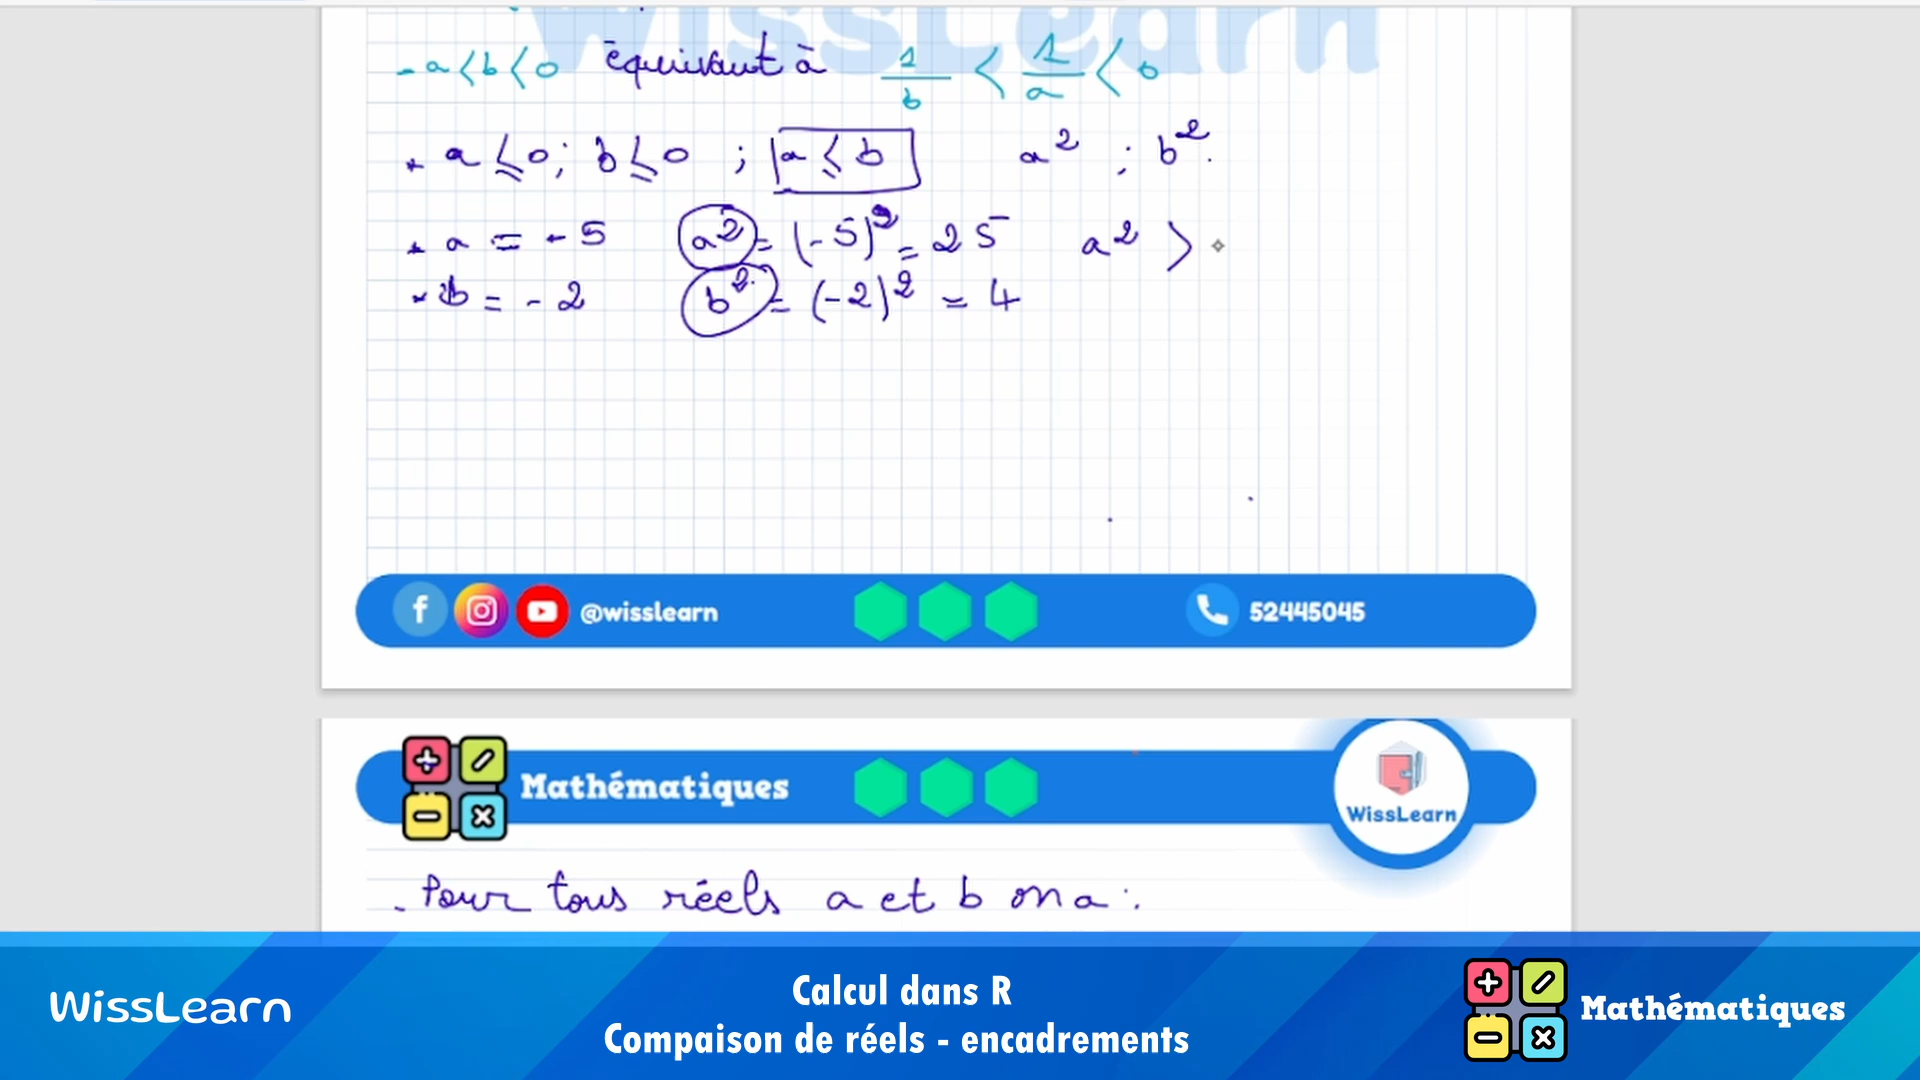 WissLearn
- a < b < 0 équivaut à 1/b < 1/a < 0
* a ≤ 0; b ≤ 0 ; a ≤ b a² ; b².
* a = -5 a² = (-5)² = 25 a² >
* b = -2 b² = (-2)² = 4
@wisslearn 52445045
Mathématiques
WissLearn
. Pour tous réels a et b on a :
WissLearn
Calcul dans R
Compaison de réels - encadrements
Mathématiques